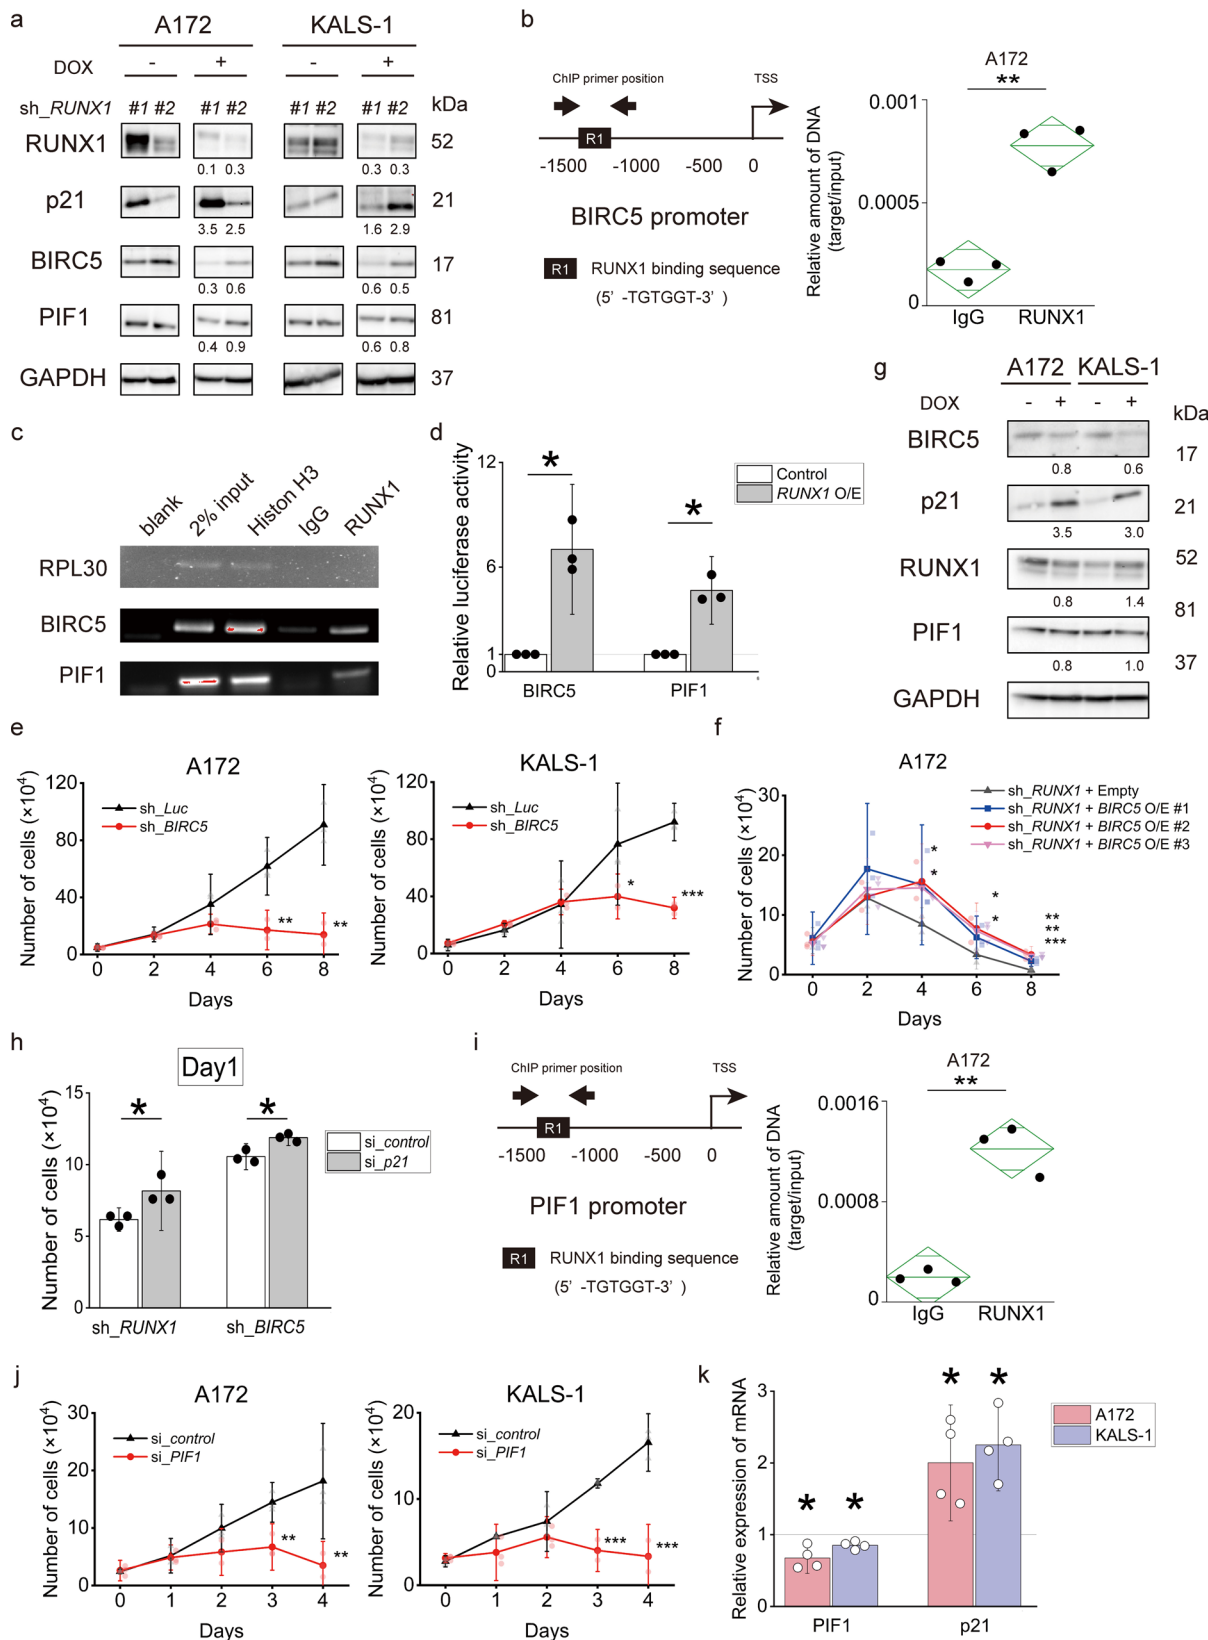 a
A172 KALS-1
DOX - + - +
sh_RUNX1 #1 #2 #1 #2 #1 #2 #1 #2 kDa
RUNX1 52
0.1 0.3 0.3 0.3
p21 21
3.5 2.5 1.6 2.9
BIRC5 17
0.3 0.6 0.6 0.5
PIF1 81
0.4 0.9 0.6 0.8
GAPDH 37
b
ChIP primer position TSS
R1
-1500 -1000 -500 0
BIRC5 promoter
R1 RUNX1 binding sequence
(5' -TGTGGT-3' )
A172
**
Relative amount of DNA
(target/input)
0.001
0.0005
0
IgG RUNX1
c
blank 2% input Histon H3 IgG RUNX1
RPL30
BIRC5
PIF1
d
Relative luciferase activity
12
6
1
0
* *
Control
RUNX1 O/E
BIRC5 PIF1
g
A172 KALS-1
DOX - + - + kDa
BIRC5 17
0.8 0.6
p21 21
3.5 3.0
RUNX1 52
0.8 1.4
81
PIF1
0.8 1.0
37
GAPDH
e
A172
Number of cells (×10⁴)
120
80
40
0
sh_Luc
sh_BIRC5
** **
0 2 4 6 8
Days
KALS-1
Number of cells (×10⁴)
120
80
40
0
sh_Luc
sh_BIRC5
* ***
0 2 4 6 8
Days
f
A172
Number of cells (×10⁴)
30
20
10
0
sh_RUNX1 + Empty
sh_RUNX1 + BIRC5 O/E #1
sh_RUNX1 + BIRC5 O/E #2
sh_RUNX1 + BIRC5 O/E #3
*
*
*
*
**
**
***
0 2 4 6 8
Days
h
Day1
Number of cells (×10⁴)
15
10
5
0
* *
si_control
si_p21
sh_RUNX1 sh_BIRC5
i
ChIP primer position TSS
R1
-1500 -1000 -500 0
PIF1 promoter
R1 RUNX1 binding sequence
(5' -TGTGGT-3' )
A172
**
Relative amount of DNA
(target/input)
0.0016
0.0008
0
IgG RUNX1
j
A172
Number of cells (×10⁴)
30
20
10
0
si_control
si_PIF1
** **
0 1 2 3 4
Days
KALS-1
Number of cells (×10⁴)
20
10
0
si_control
si_PIF1
*** ***
0 1 2 3 4
Days
k
Relative expression of mRNA
3
2
1
0
* * * *
A172
KALS-1
PIF1 p21